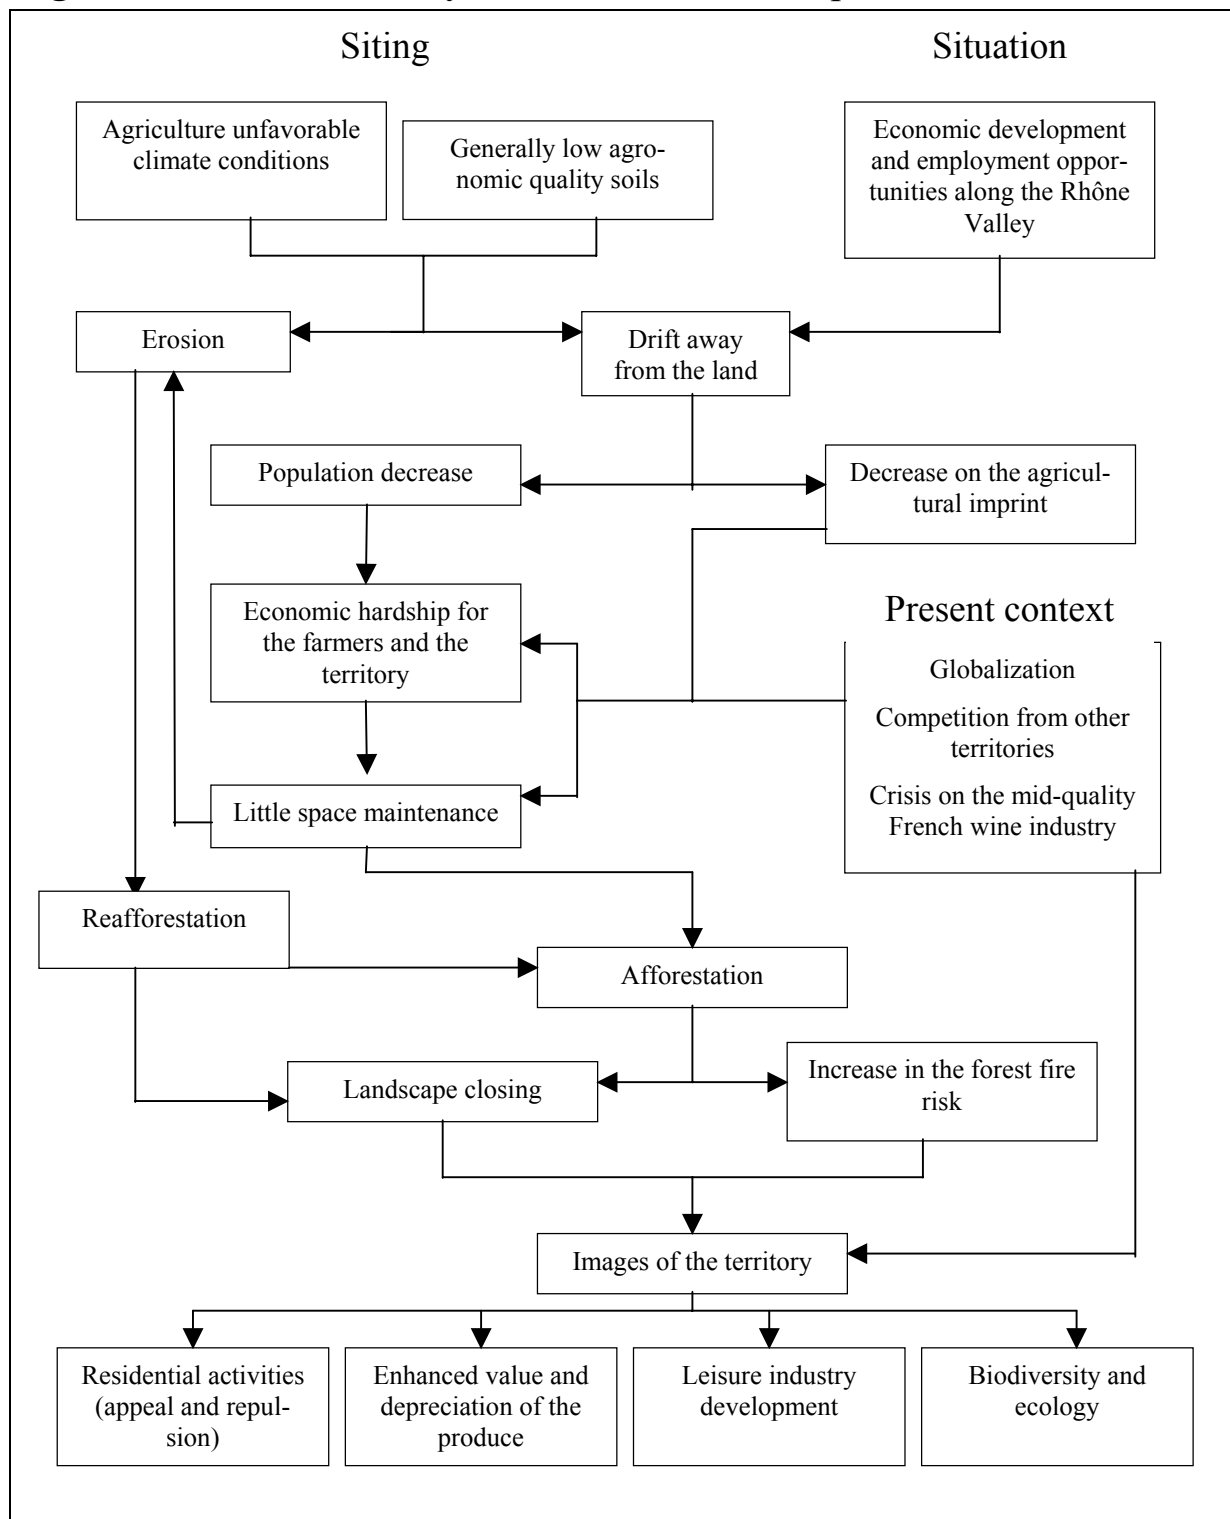 Siting
Situation
Agriculture unfavorable
climate conditions
Generally low agro-
nomic quality soils
Economic development
and employment oppor-
tunities along the Rhône
Valley
Erosion
Drift away
from the land
Population decrease
Decrease on the agricul-
tural imprint
Economic hardship for
the farmers and the
territory
Present context
Globalization
Competition from other
territories
Crisis on the mid-quality
French wine industry
Little space maintenance
Reafforestation
Afforestation
Landscape closing
Increase in the forest fire
risk
Images of the territory
Residential activities
(appeal and repul-
sion)
Enhanced value and
depreciation of the
produce
Leisure industry
development
Biodiversity and
ecology